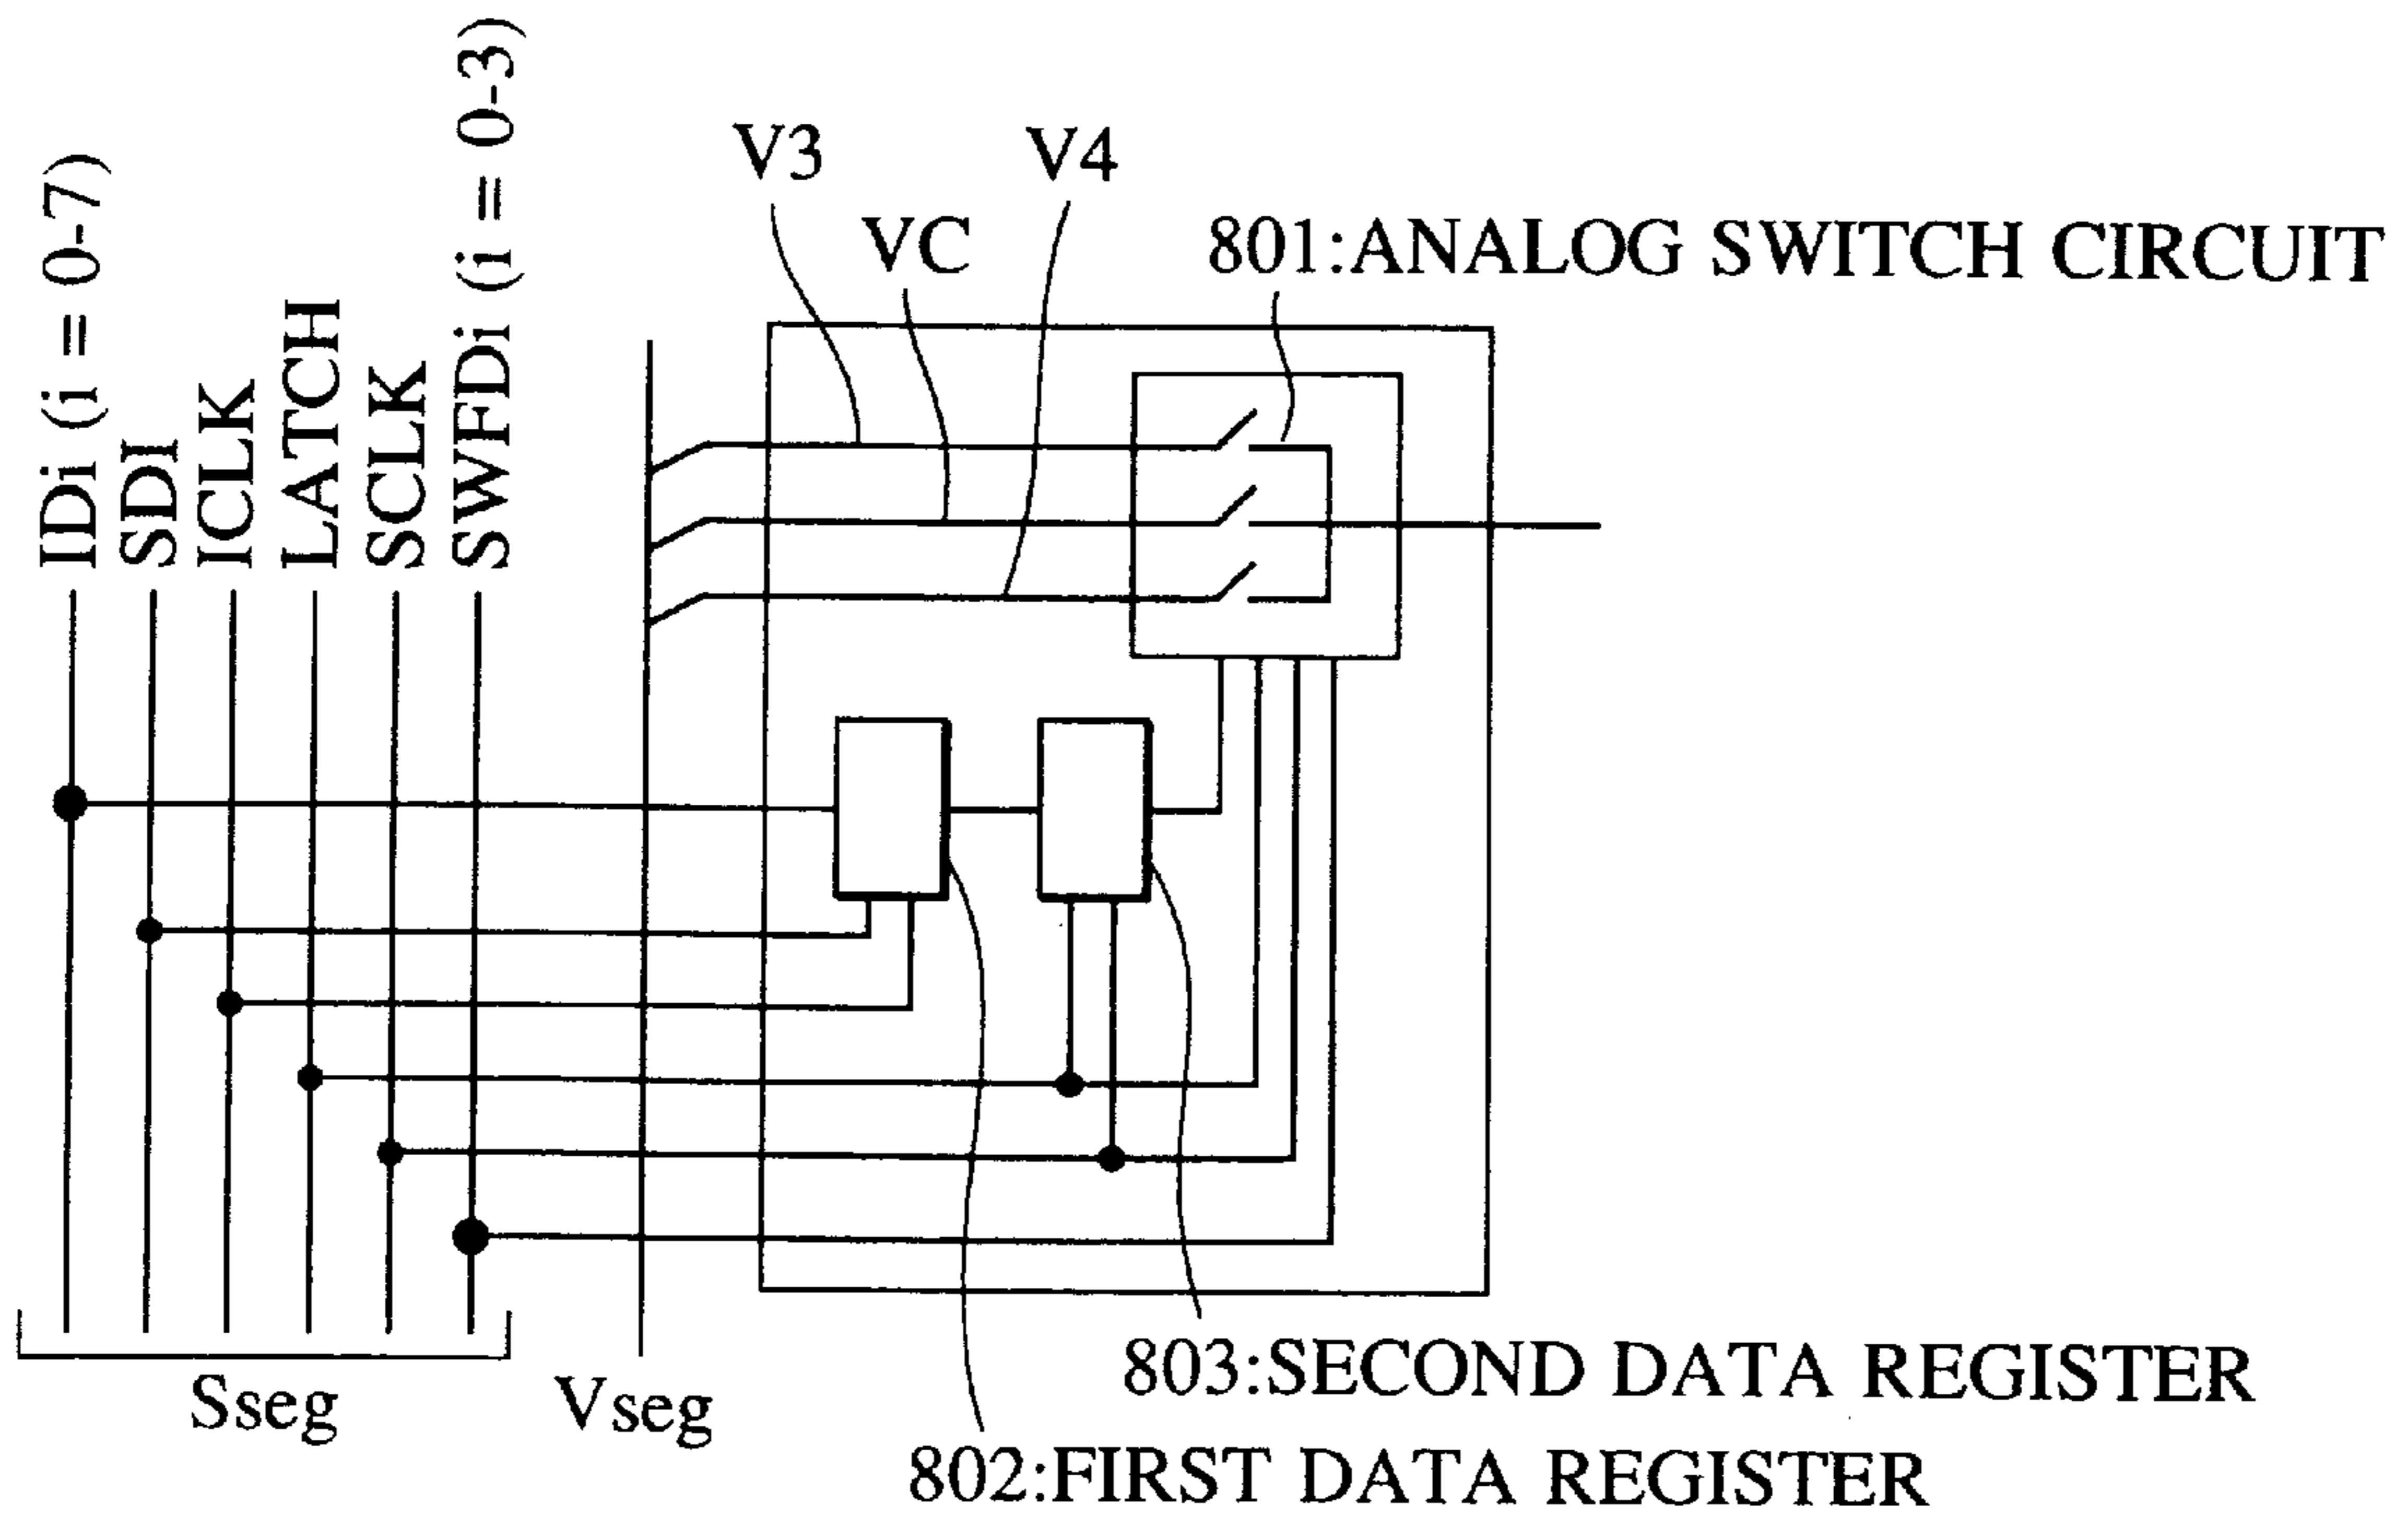 IDi (i = 0-7)
SDI
ICLK
LATCH
SCLK
SWFDi (i = 0-3)
V3
VC
V4
801:ANALOG SWITCH CIRCUIT
Sseg
Vseg
803:SECOND DATA REGISTER
802:FIRST DATA REGISTER